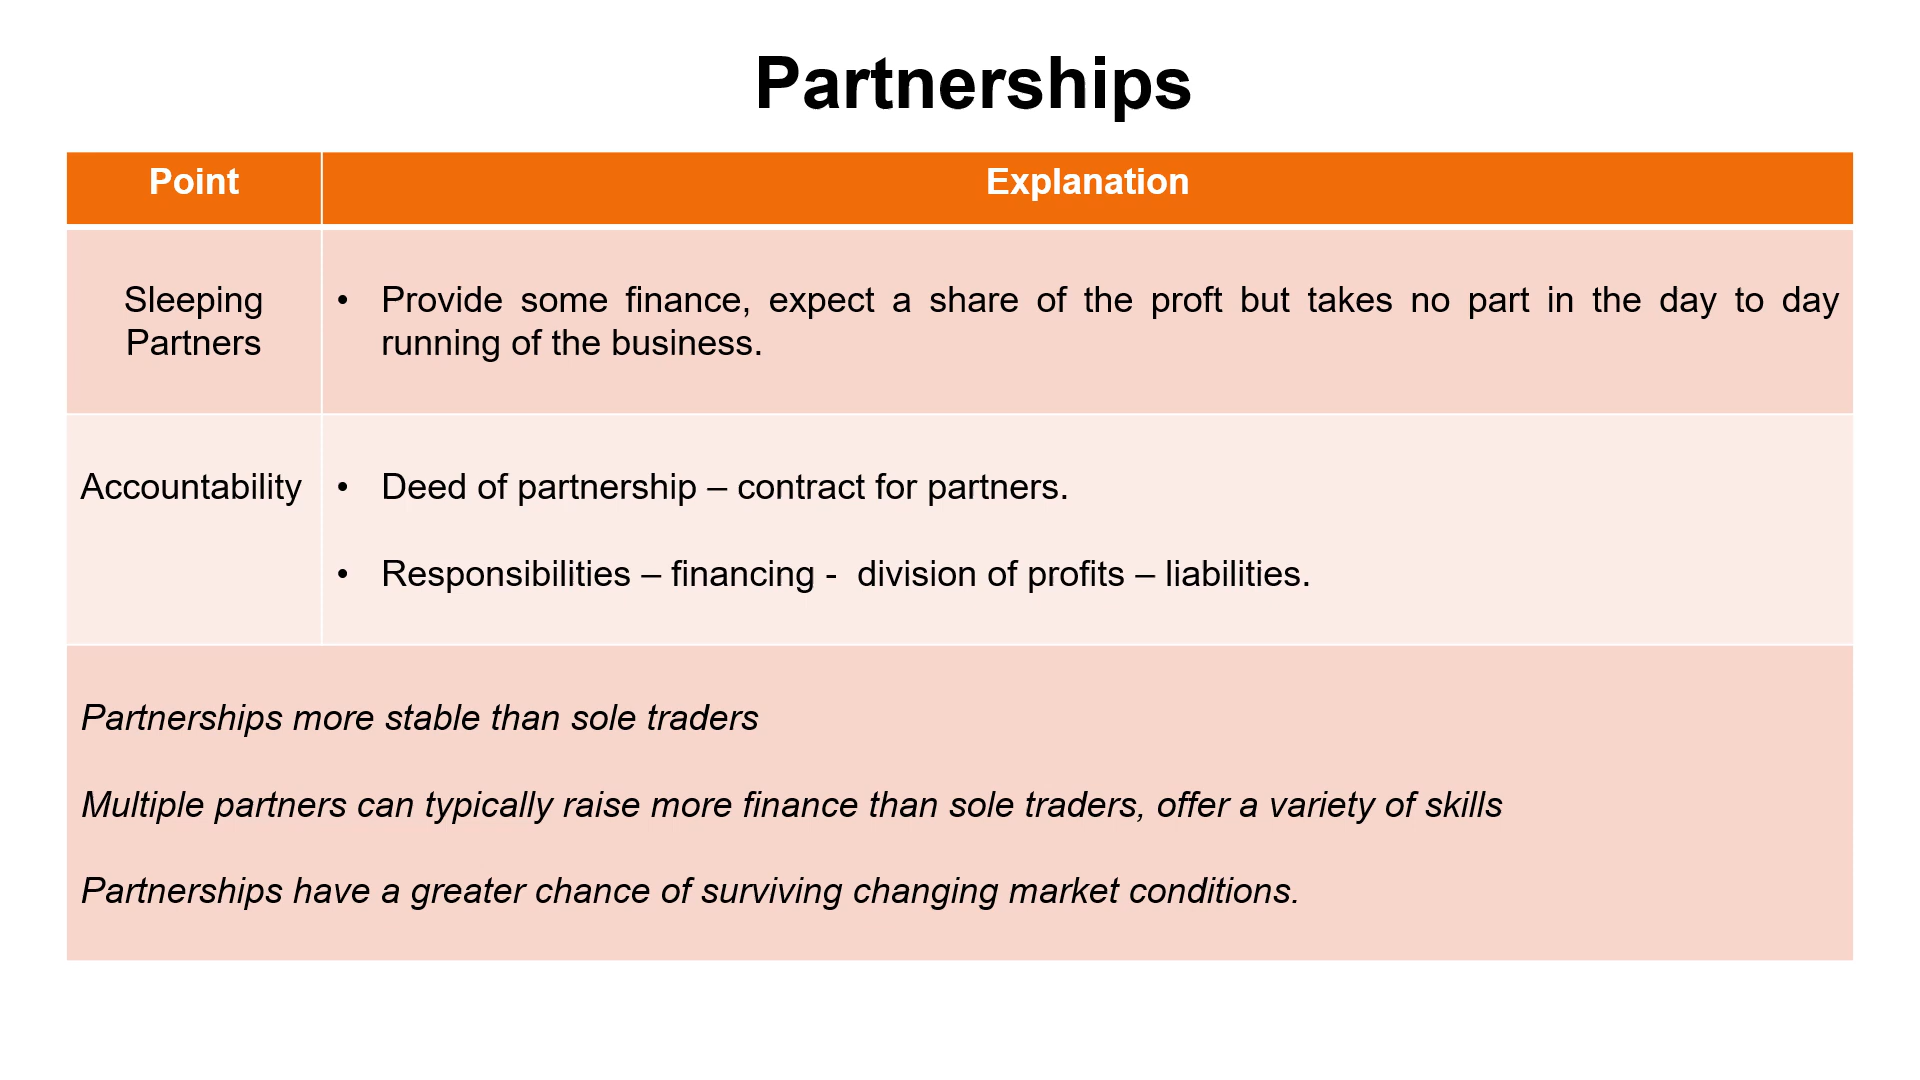 Partnerships
Point
Explanation
Sleeping
Partners
• Provide some finance, expect a share of the proft but takes no part in the day to day
running of the business.
Accountability
• Deed of partnership – contract for partners.
• Responsibilities – financing -  division of profits – liabilities.
Partnerships more stable than sole traders
Multiple partners can typically raise more finance than sole traders, offer a variety of skills
Partnerships have a greater chance of surviving changing market conditions.